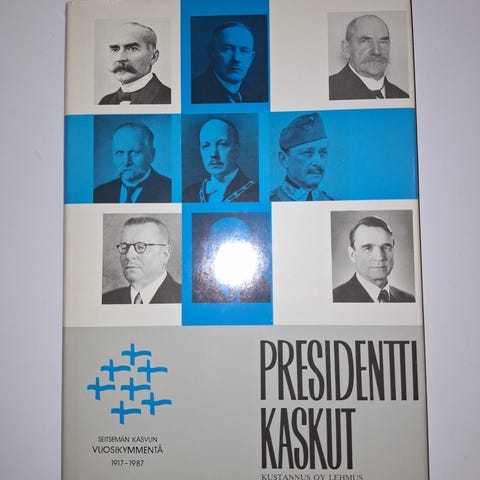 PRESIDENTTI
KASKUT
KUSTANNUS OY LEHMUS
SEITSEMÄN KASVUN
VUOSIKYMMENTÄ
1917-1987